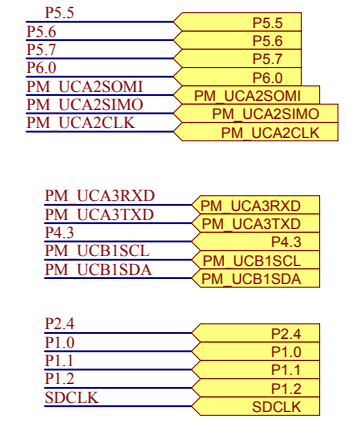 P5.5 P5.5
P5.6 P5.6
P5.7 P5.7
P6.0 P6.0
PM_UCA2SOMI PM_UCA2SOMI
PM_UCA2SIMO PM_UCA2SIMO
PM_UCA2CLK PM_UCA2CLK
PM_UCA3RXD PM_UCA3RXD
PM_UCA3TXD PM_UCA3TXD
P4.3 P4.3
PM_UCB1SCL PM_UCB1SCL
PM_UCB1SDA PM_UCB1SDA
P2.4 P2.4
P1.0 P1.0
P1.1 P1.1
P1.2 P1.2
SDCLK SDCLK